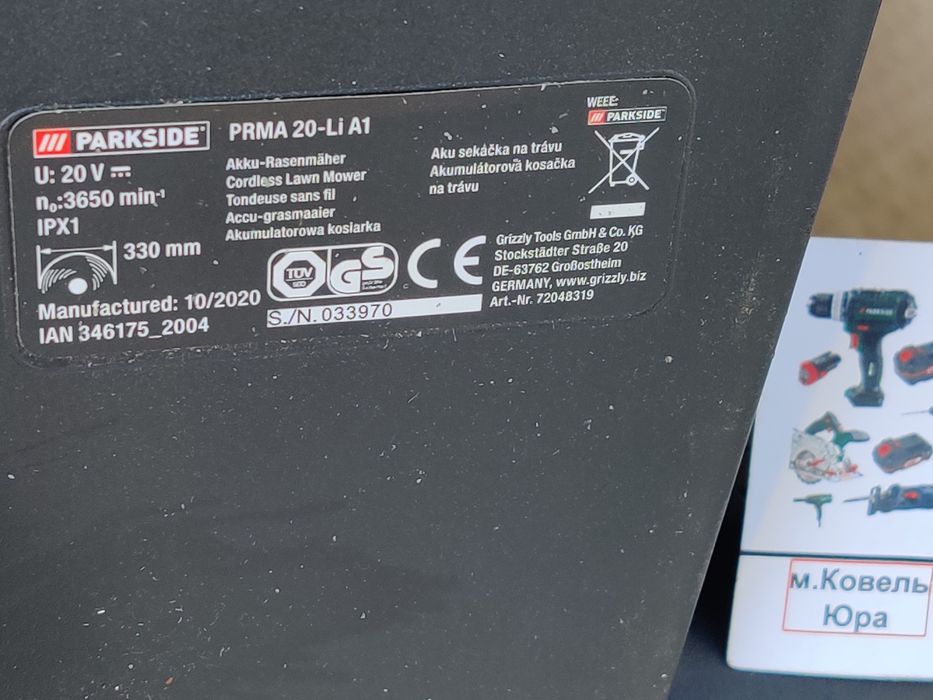 PARKSIDE
PRMA 20-Li A1
U: 20 V
n₀:3650 min⁻¹
IPX1
330 mm
Manufactured: 10/2020
IAN 346175_2004
Akku-Rasenmäher
Cordless Lawn Mower
Tondeuse sans fil
Accu-grasmaaier
Akumulatorowa kosiarka
TÜV
SÜD
GS
CE
S./N. 033970
Aku sekačka na trávu
Akumulátorová kosačka
na trávu
WEEE:
PARKSIDE
Grizzly Tools GmbH & Co. KG
Stockstädter Straße 20
DE-63762 Großostheim
GERMANY, www.grizzly.biz
Art.-Nr. 72048319
PARKSIDE
м.Ковель
Юра